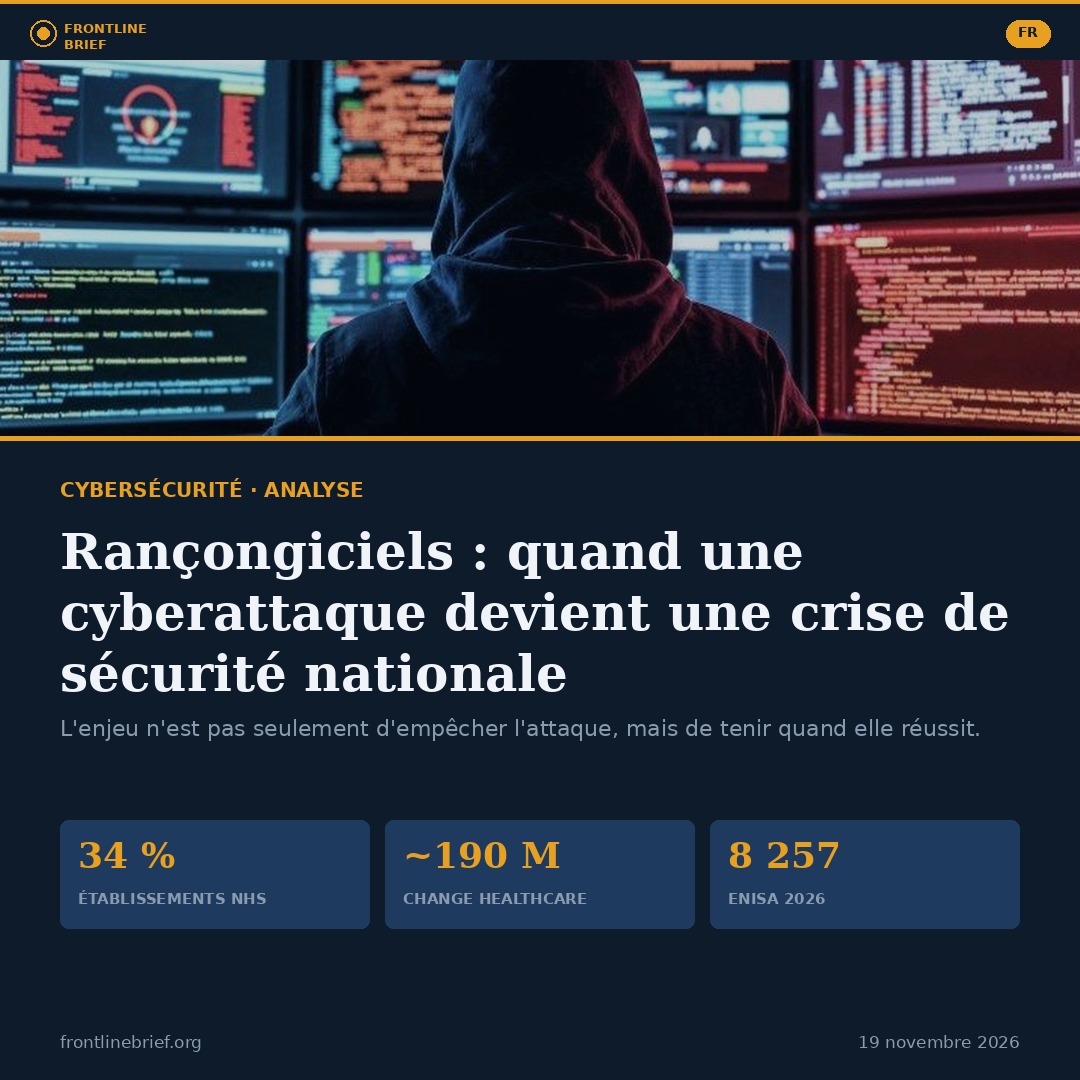 FRONTLINE
BRIEF
FR
CYBERSÉCURITÉ · ANALYSE
Rançongiciels : quand une
cyberattaque devient une crise de
sécurité nationale
L'enjeu n'est pas seulement d'empêcher l'attaque, mais de tenir quand elle réussit.
34 %
ÉTABLISSEMENTS NHS
~190 M
CHANGE HEALTHCARE
8 257
ENISA 2026
frontlinebrief.org
19 novembre 2026